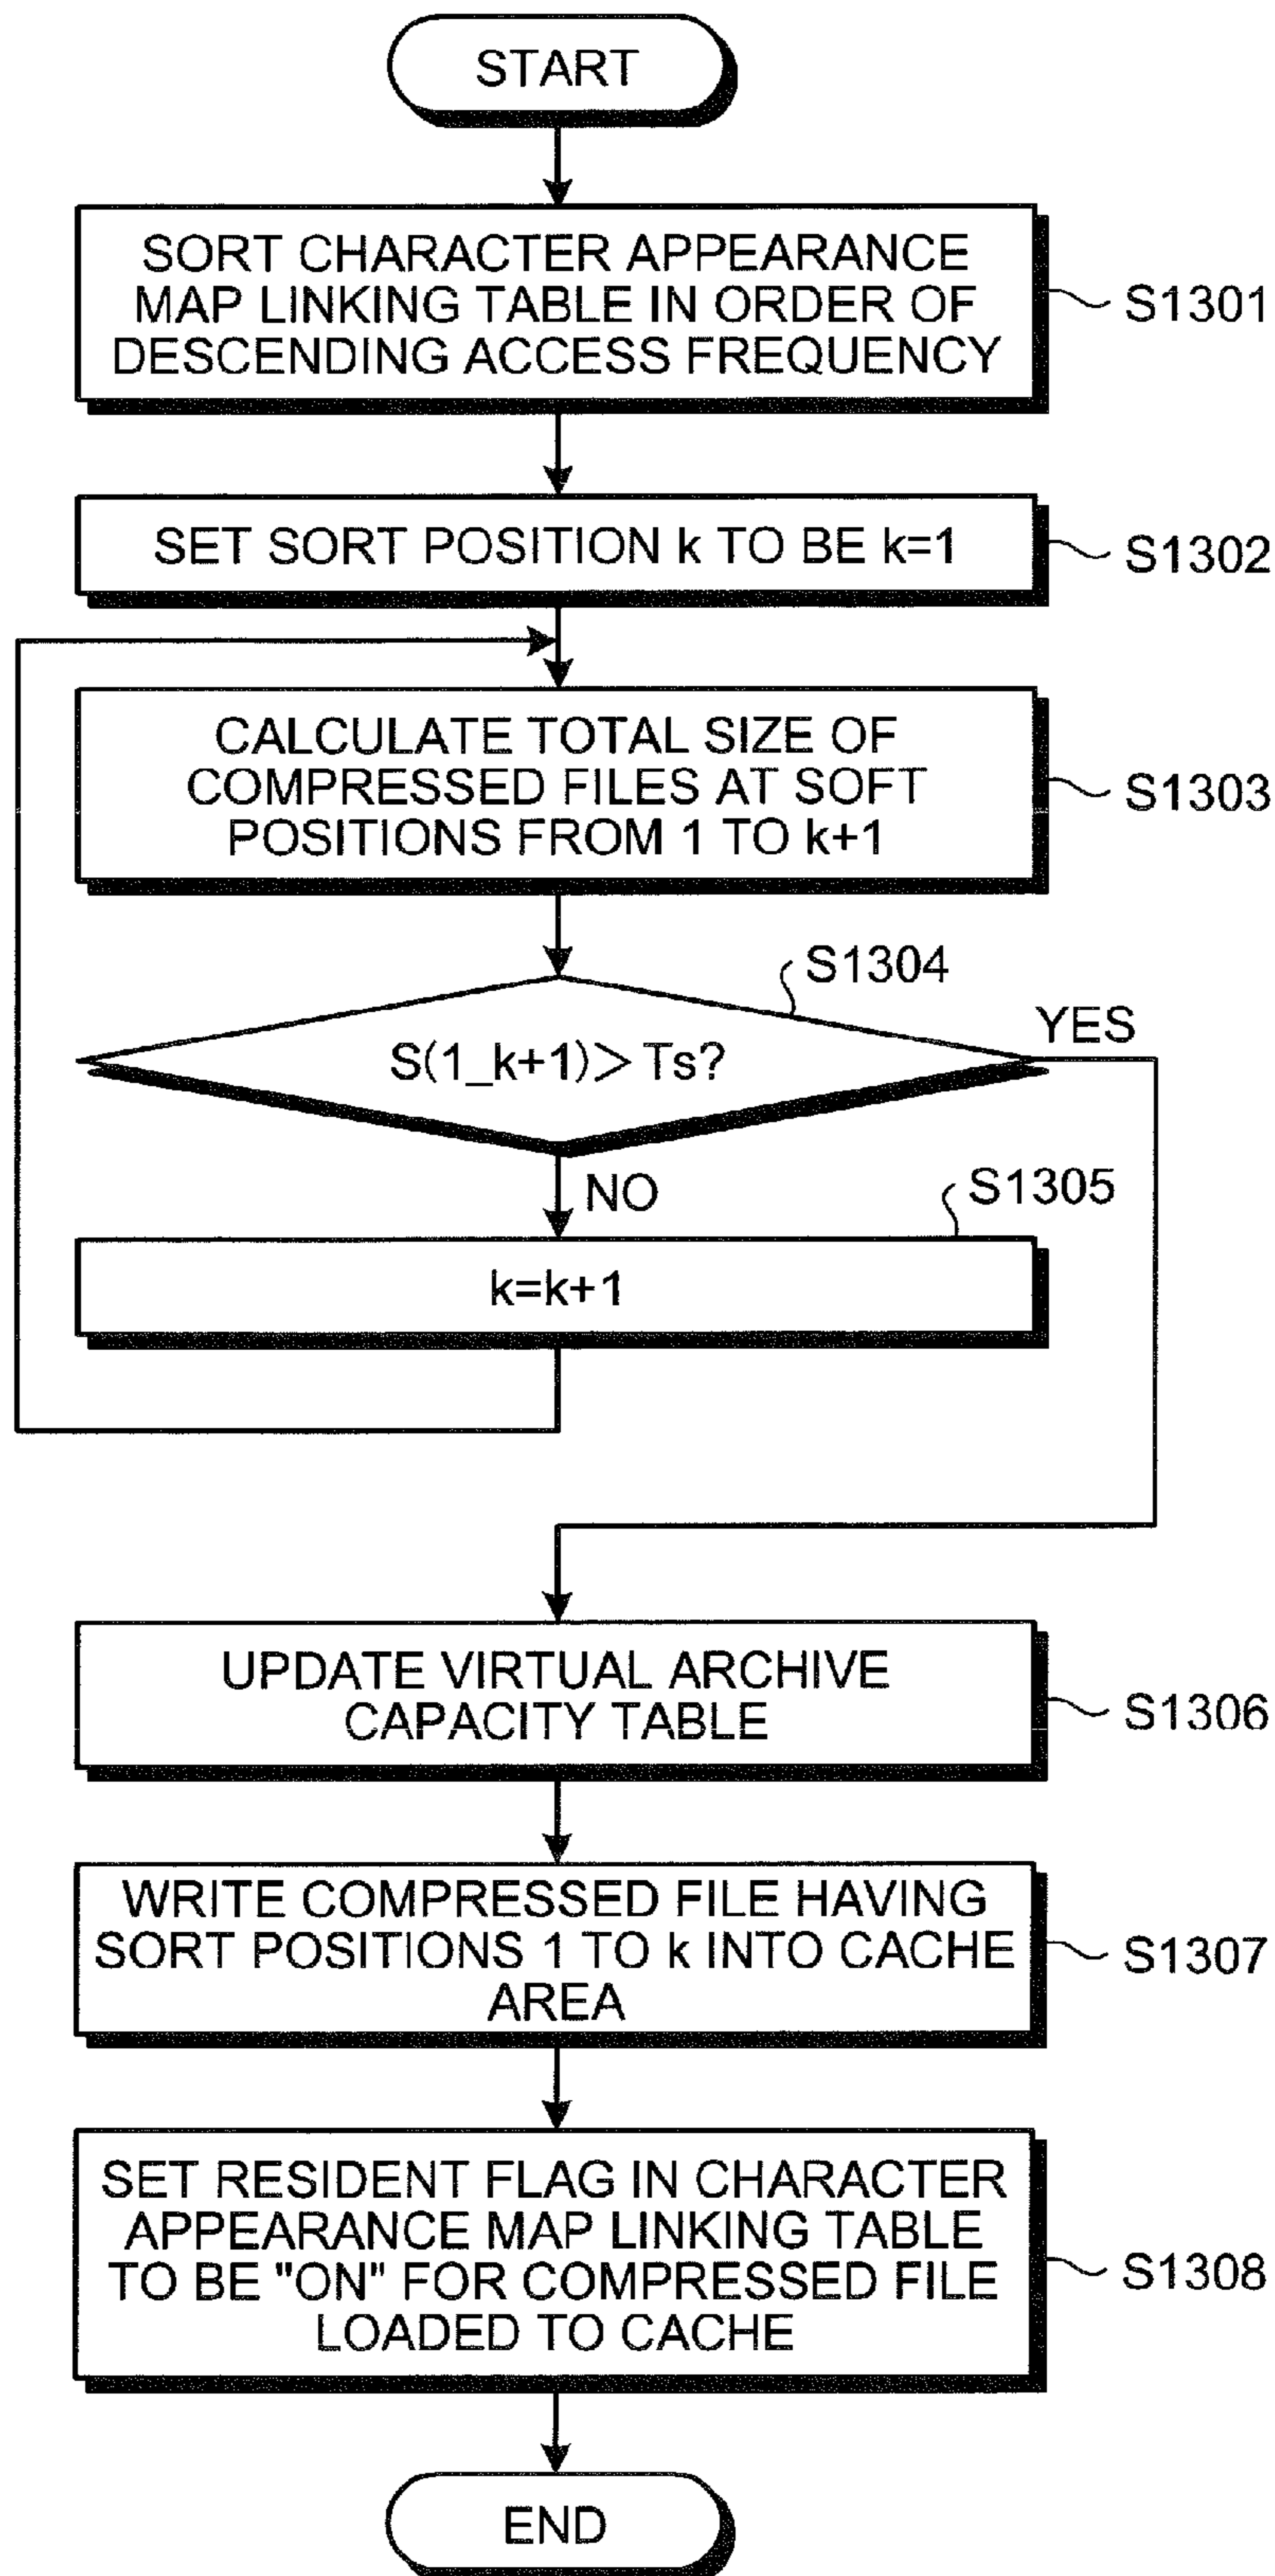 START
SORT CHARACTER APPEARANCE
MAP LINKING TABLE IN ORDER OF
DESCENDING ACCESS FREQUENCY
S1301
SET SORT POSITION k TO BE k=1
S1302
CALCULATE TOTAL SIZE OF
COMPRESSED FILES AT SOFT
POSITIONS FROM 1 TO k+1
S1303
S1304
S(1_k+1)>Ts?
YES
NO
S1305
k=k+1
UPDATE VIRTUAL ARCHIVE
CAPACITY TABLE
S1306
WRITE COMPRESSED FILE HAVING
SORT POSITIONS 1 TO k INTO CACHE
AREA
S1307
SET RESIDENT FLAG IN CHARACTER
APPEARANCE MAP LINKING TABLE
TO BE "ON" FOR COMPRESSED FILE
LOADED TO CACHE
S1308
END